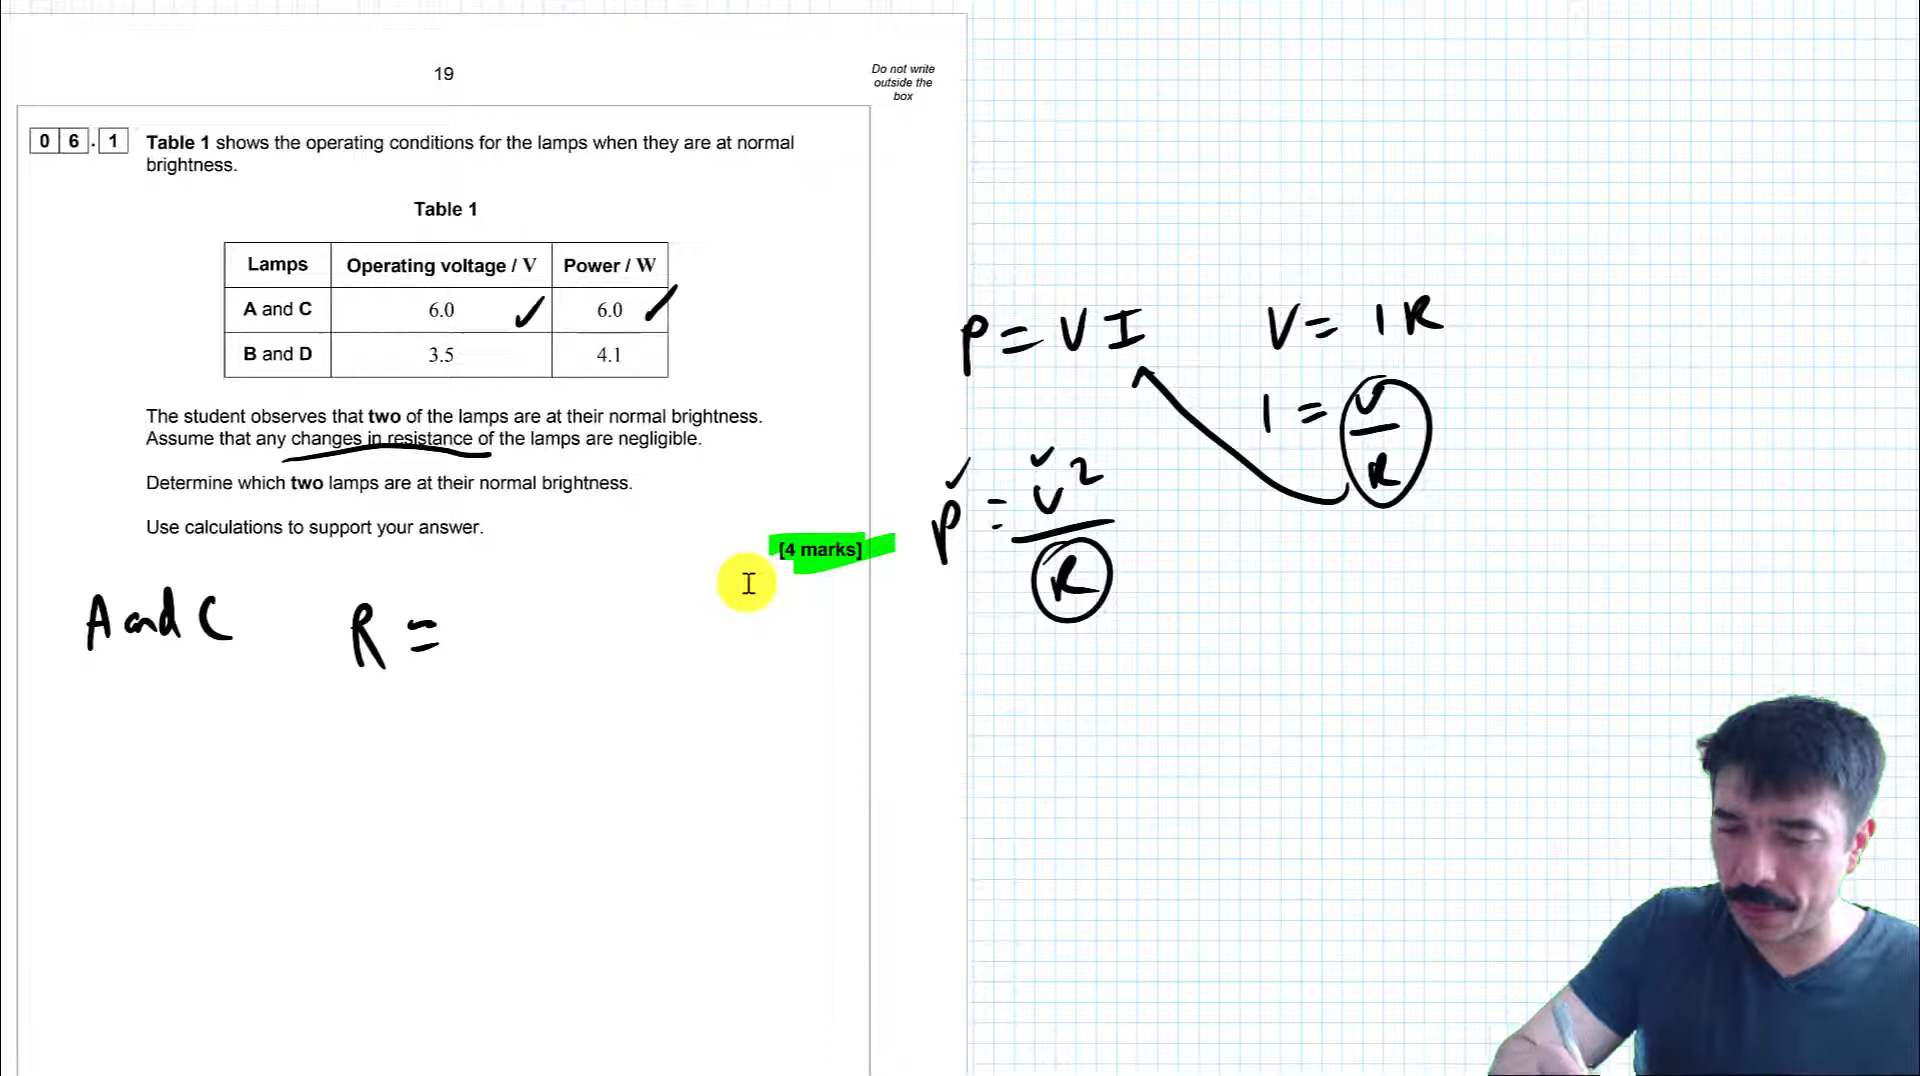 19
Do not write
outside the
box
0 6 . 1 Table 1 shows the operating conditions for the lamps when they are at normal
brightness.
Table 1
Lamps Operating voltage / V Power / W
A and C 6.0 ✓ 6.0 ✓
B and D 3.5 4.1
The student observes that two of the lamps are at their normal brightness.
Assume that any changes in resistance of the lamps are negligible.
Determine which two lamps are at their normal brightness.
Use calculations to support your answer.
[4 marks]
A and C R =
P = V I V = I R
I = V
R
✓ ✓
P = V²
R